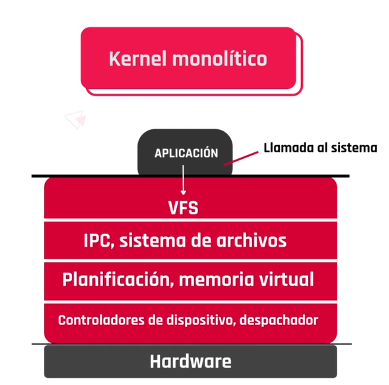 Kernel monolítico
APLICACIÓN
Llamada al sistema
VFS
IPC, sistema de archivos
Planificación, memoria virtual
Controladores de dispositivo, despachador
Hardware